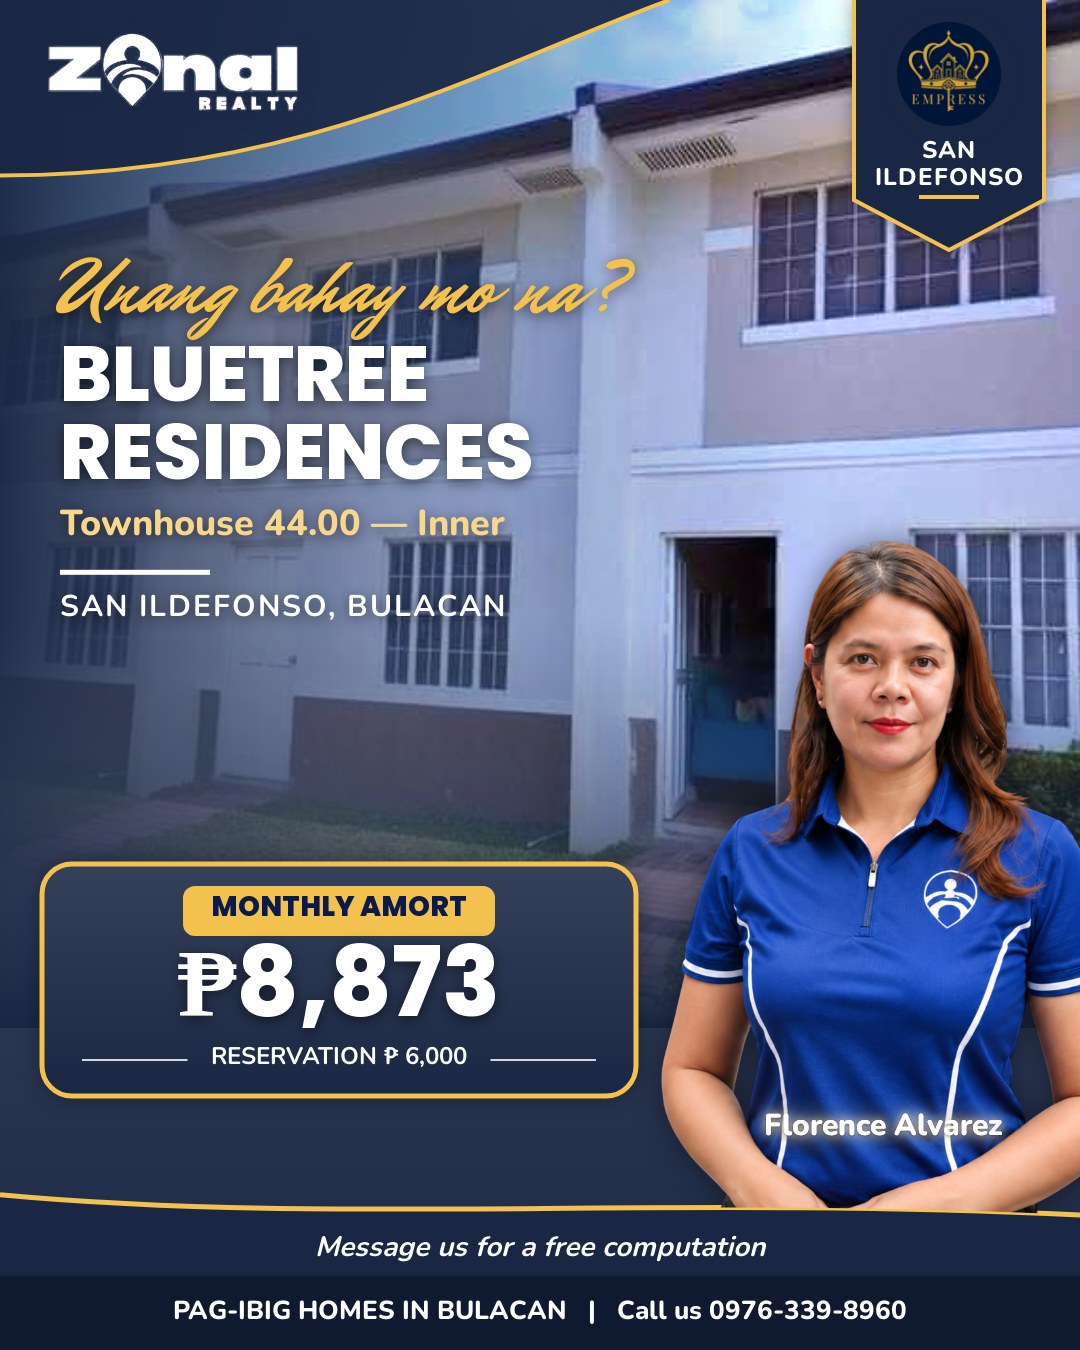 Zonal
REALTY
EMPRESS
SAN
ILDEFONSO
Unang bahay mo na?
BLUETREE
RESIDENCES
Townhouse 44.00 — Inner
SAN ILDEFONSO, BULACAN
MONTHLY AMORT
₱8,873
RESERVATION ₱ 6,000
Florence Alvarez
Message us for a free computation
PAG-IBIG HOMES IN BULACAN | Call us 0976-339-8960